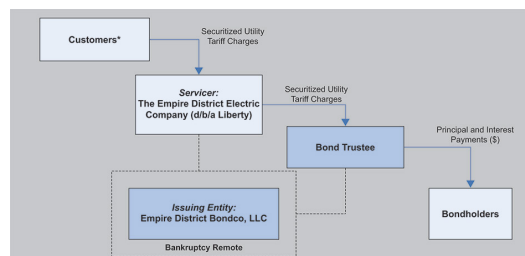 Customers*
Securitized Utility
Tariff Charges
Servicer:
The Empire District Electric
Company (d/b/a Liberty)
Securitized Utility
Tariff Charges
Bond Trustee
Principal and Interest
Payments ($)
Issuing Entity:
Empire District Bondco, LLC
Bondholders
Bankruptcy Remote